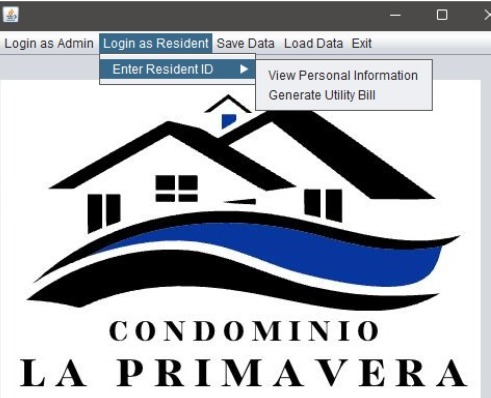 Login as Admin Login as Resident Save Data Load Data Exit
Enter Resident ID
View Personal Information
Generate Utility Bill
CONDOMINIO
LA PRIMAVERA